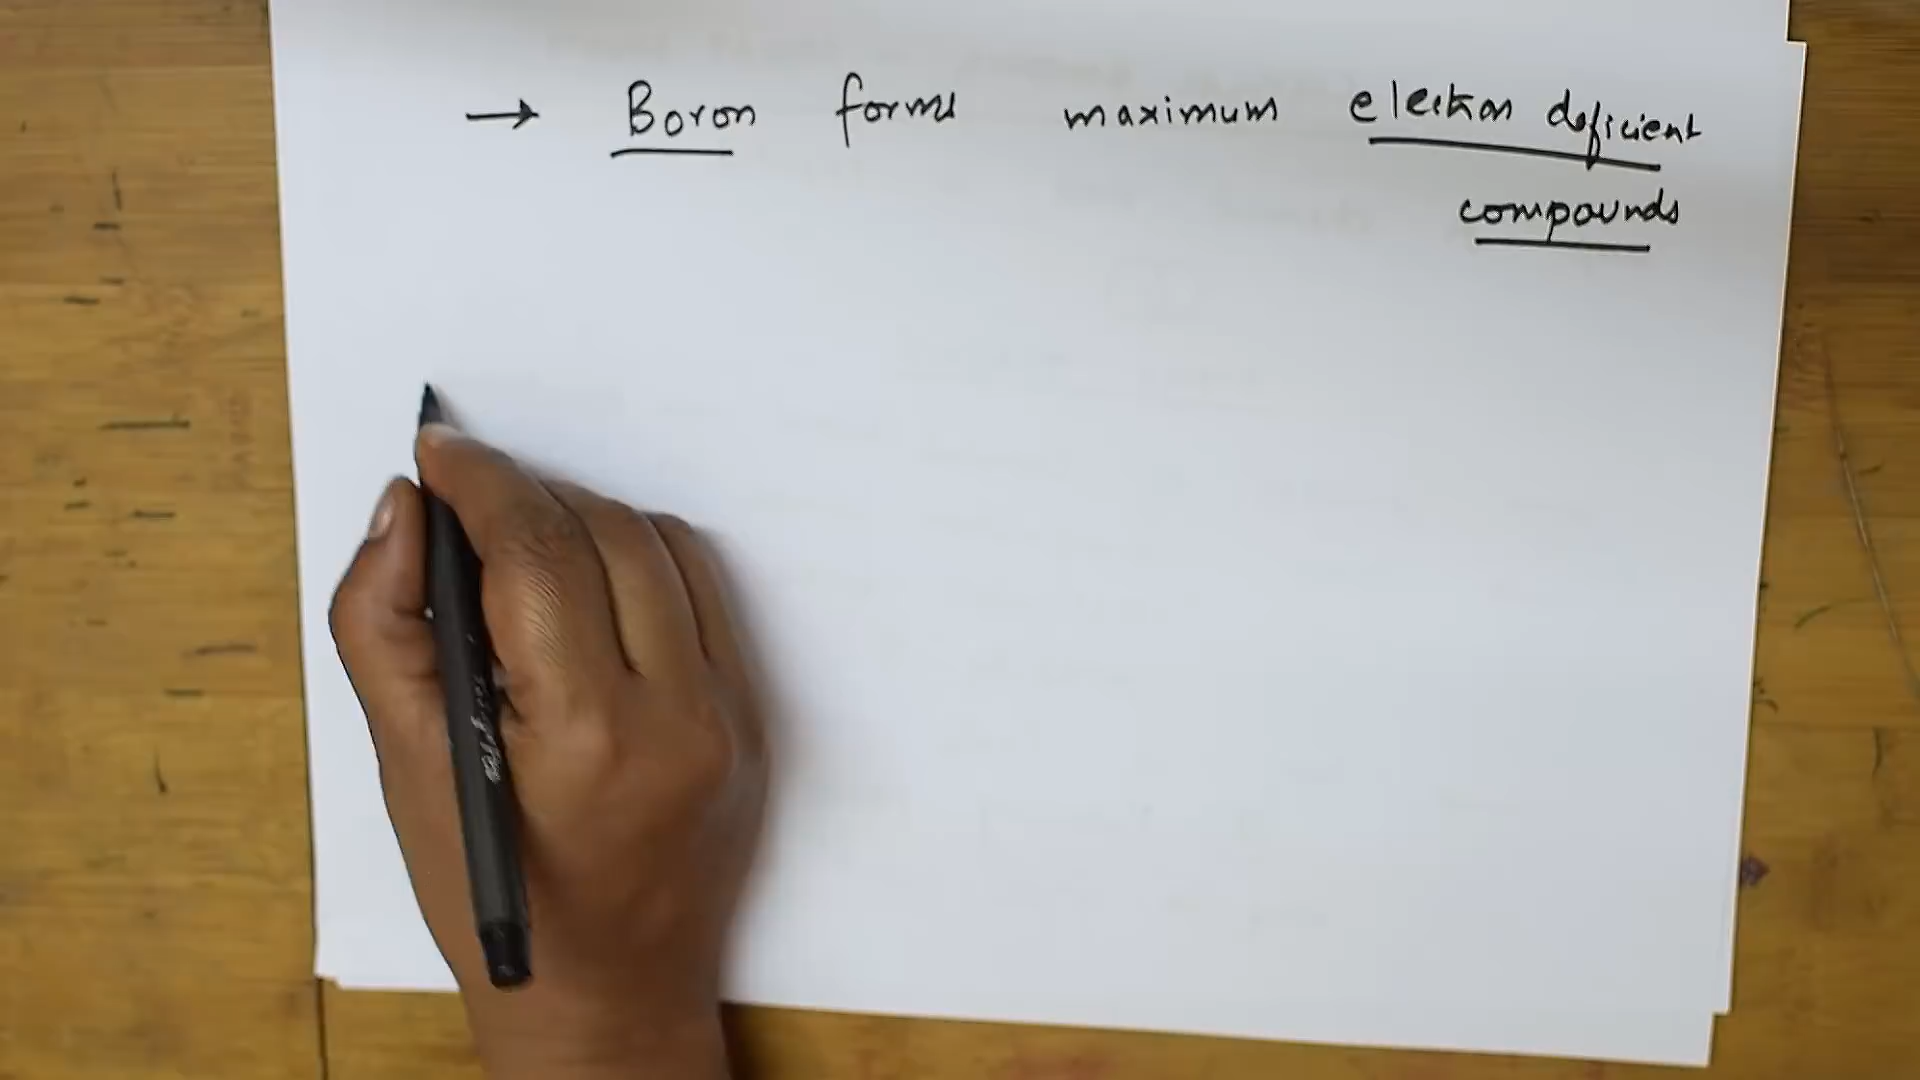 → Boron forms maximum electron deficient
compounds